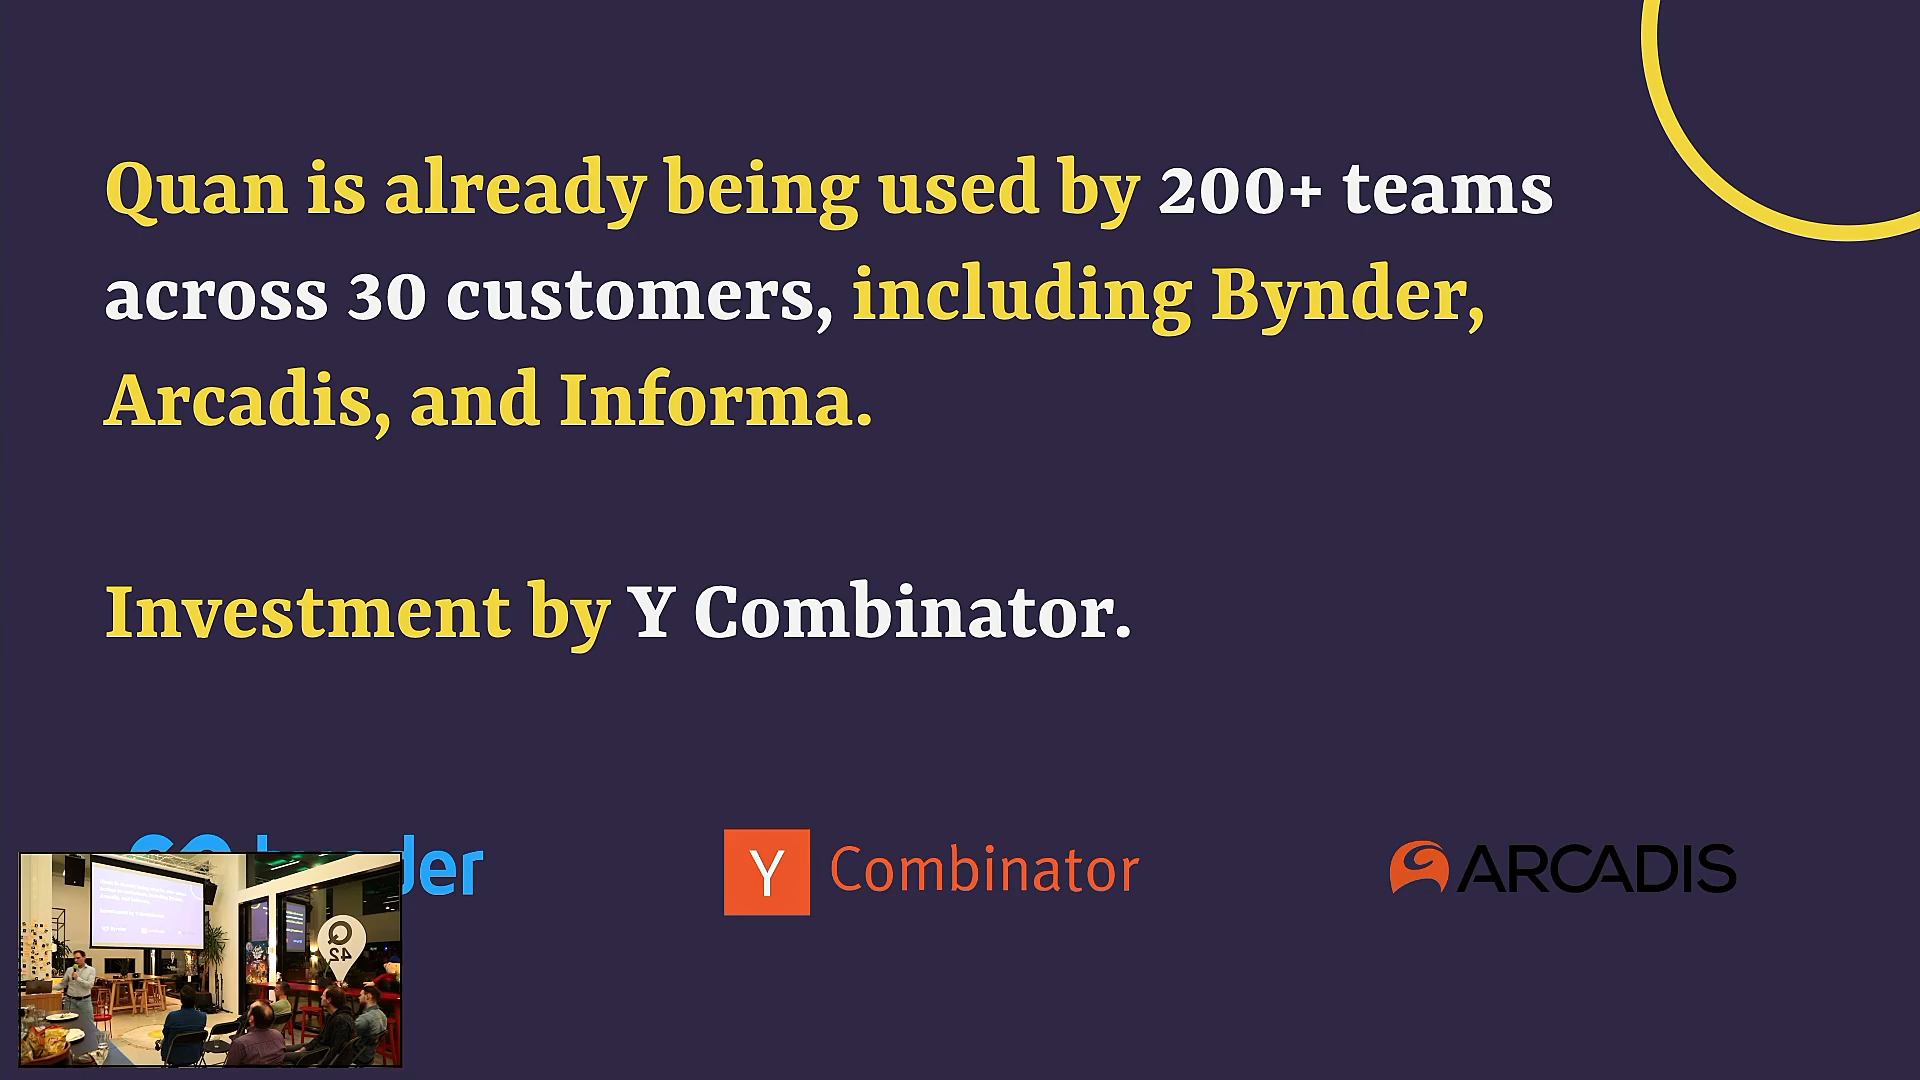 Quan is already being used by 200+ teams
across 30 customers, including Bynder,
Arcadis, and Informa.
Investment by Y Combinator.
Y Combinator
ARCADIS
Q
42